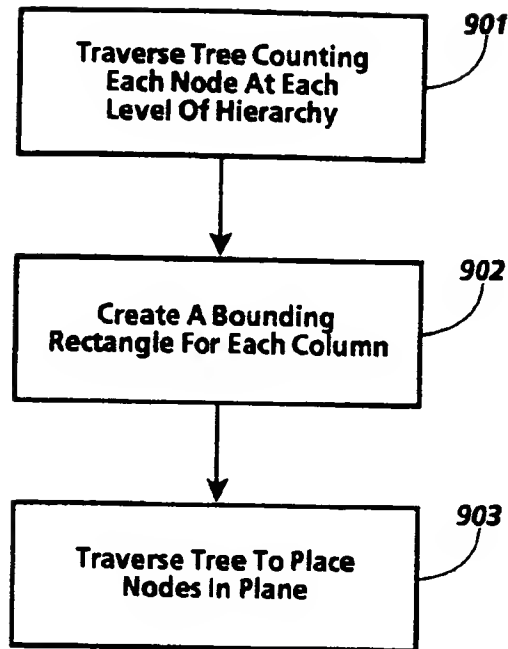 901
Traverse Tree Counting
Each Node At Each
Level Of Hierarchy
902
Create A Bounding
Rectangle For Each Column
903
Traverse Tree To Place
Nodes In Plane